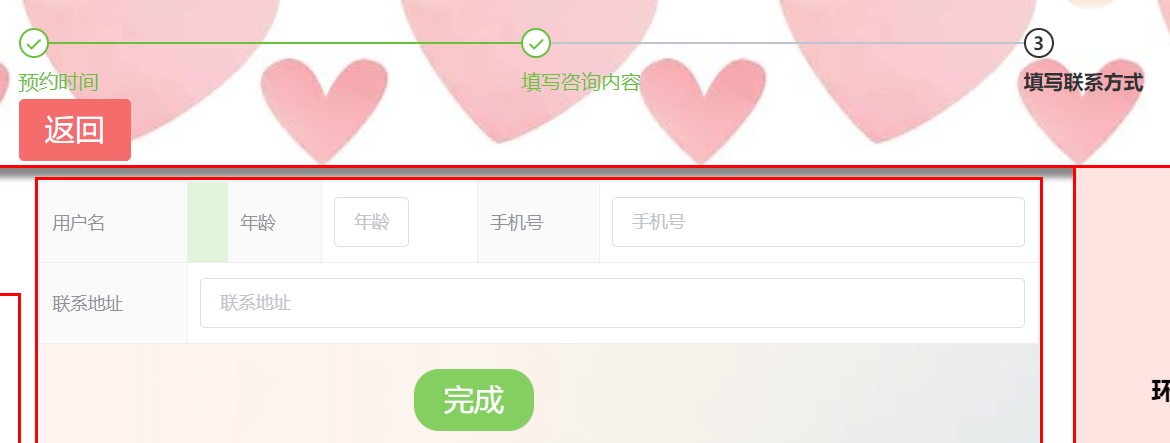 3
预约时间 填写咨询内容 填写联系方式
返回
用户名 年龄 年龄 手机号 手机号
联系地址 联系地址
环
完成